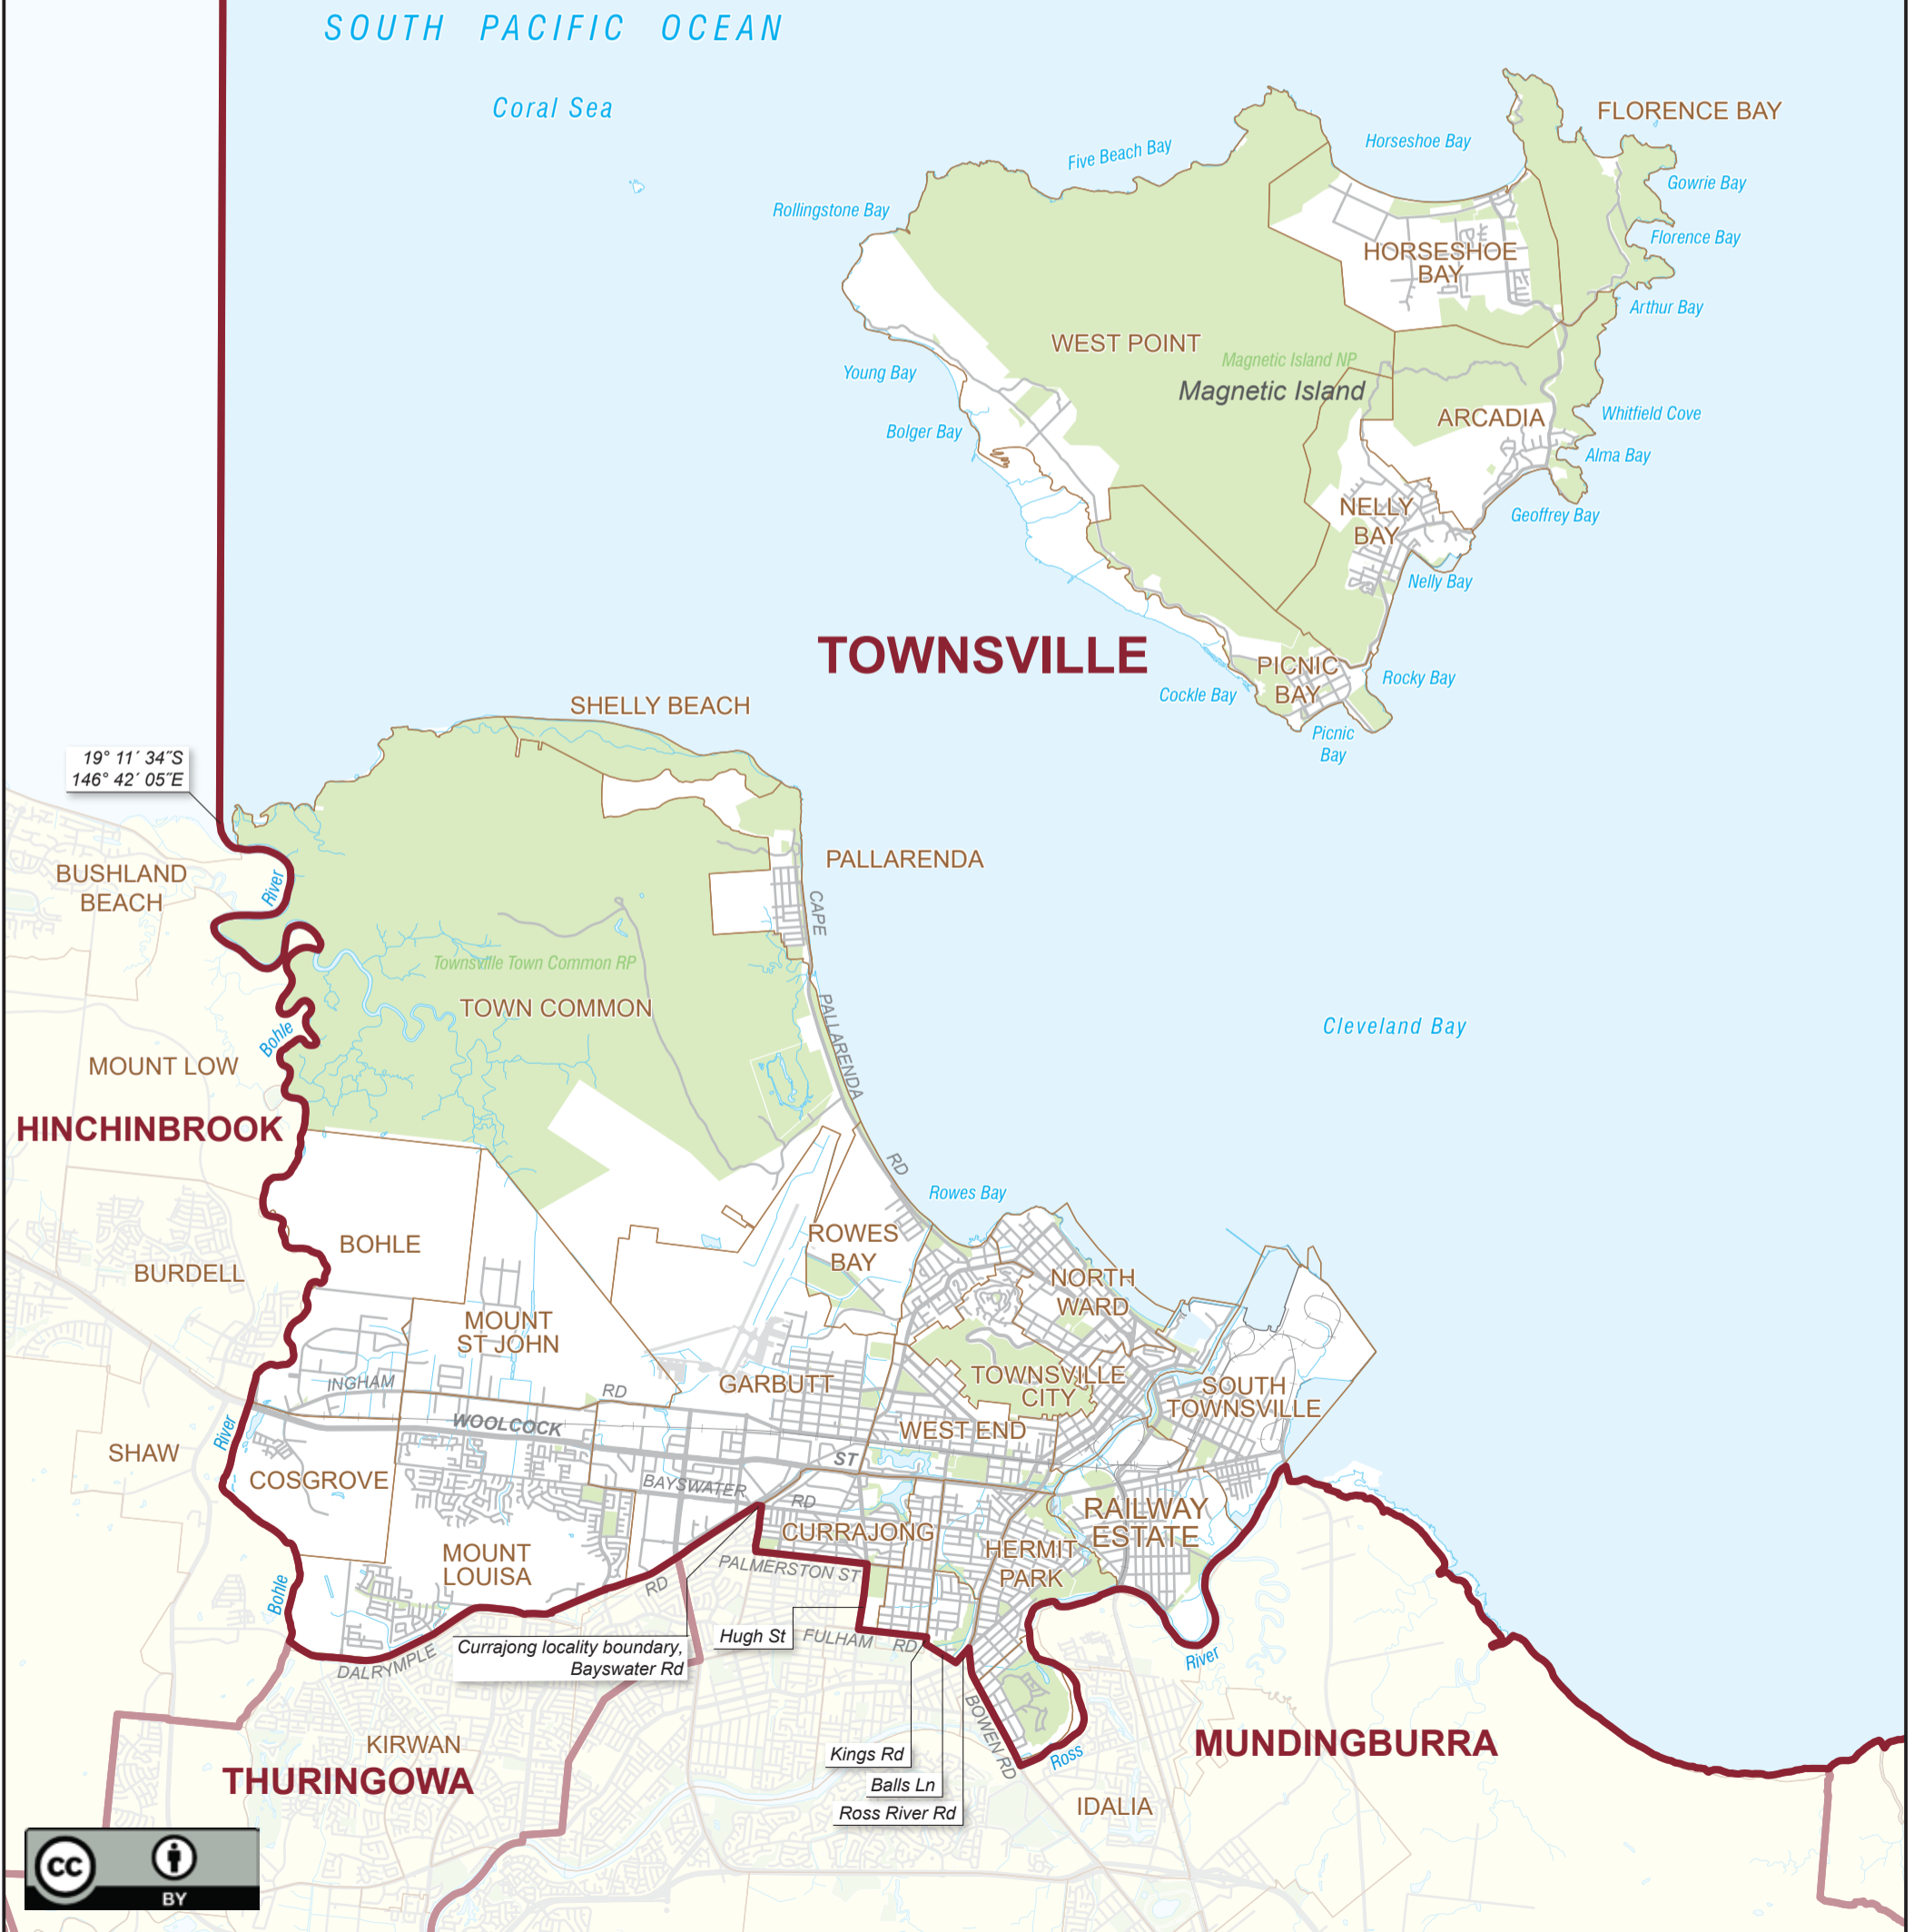 SOUTH PACIFIC OCEAN
Coral Sea
FLORENCE BAY
Horseshoe Bay
Five Beach Bay
Gowrie Bay
Rollingstone Bay
Florence Bay
HORSESHOE
BAY
Arthur Bay
WEST POINT
Magnetic Island NP
Young Bay
Magnetic Island
ARCADIA
Whitfield Cove
Bolger Bay
Alma Bay
NELLY
BAY
Geoffrey Bay
Nelly Bay
TOWNSVILLE
PICNIC
BAY
Rocky Bay
Cockle Bay
Picnic
Bay
SHELLY BEACH
19° 11´ 34˝S
146° 42´ 05˝E
PALLARENDA
BUSHLAND
BEACH
River
CAPE
Townsville Town Common RP
TOWN COMMON
PALLARENDA
Cleveland Bay
Bohle
MOUNT LOW
HINCHINBROOK
RD
Rowes Bay
BOHLE
ROWES
BAY
BURDELL
NORTH
WARD
MOUNT
ST JOHN
INGHAM
RD
GARBUTT
TOWNSVILLE
CITY
SOUTH
TOWNSVILLE
WOOLCOCK
WEST END
River
SHAW
ST
COSGROVE
BAYSWATER
RD
RAILWAY
ESTATE
CURRAJONG
HERMIT
PARK
MOUNT
LOUISA
PALMERSTON ST
Bohle
RD
Currajong locality boundary,
Bayswater Rd
Hugh St
FULHAM RD
River
DALRYMPLE
BOWEN RD
KIRWAN
THURINGOWA
Kings Rd
Ross
MUNDINGBURRA
Balls Ln
Ross River Rd
IDALIA
CC
BY